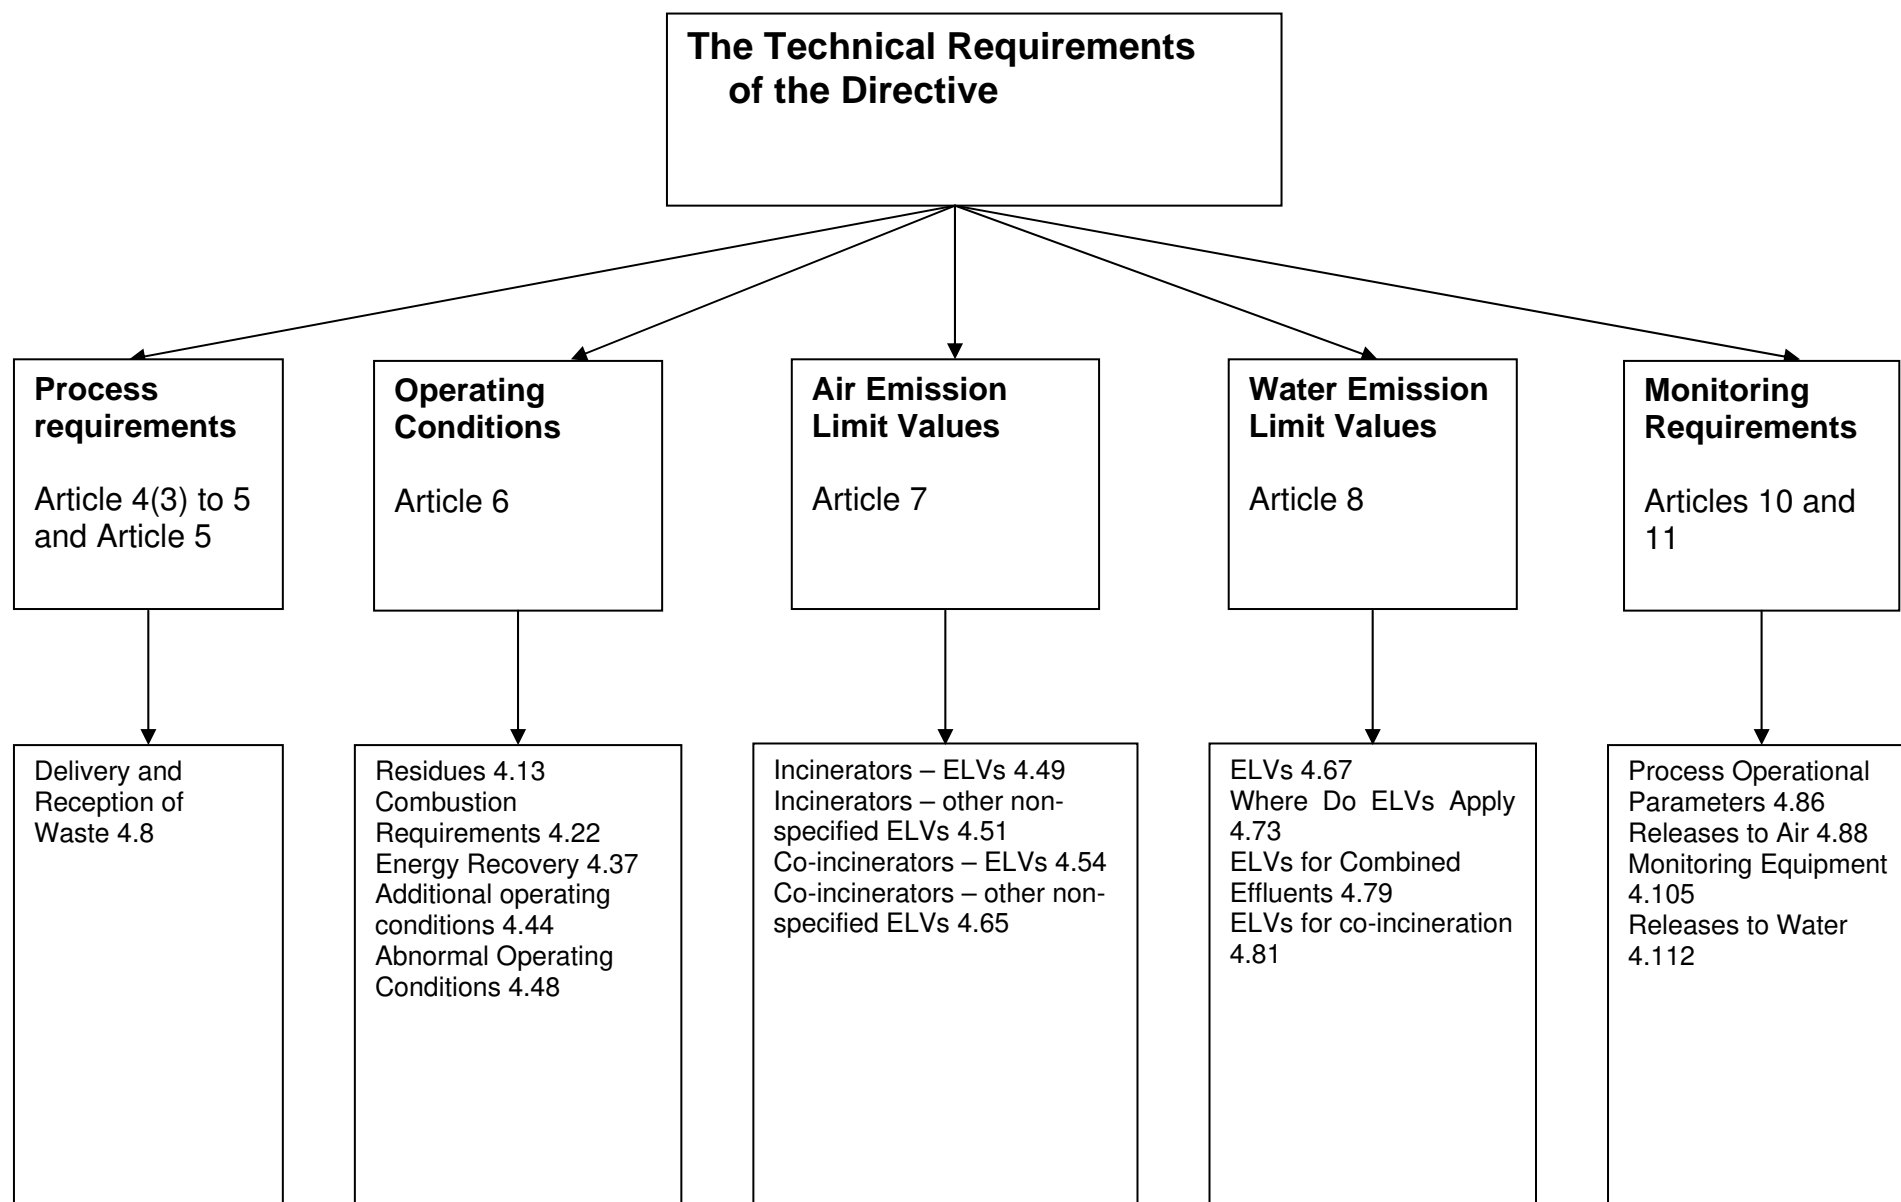 The Technical Requirements
of the Directive
Process
requirements
Article 4(3) to 5
and Article 5
Operating
Conditions
Article 6
Air Emission
Limit Values
Article 7
Water Emission
Limit Values
Article 8
Monitoring
Requirements
Articles 10 and
11
Delivery and
Reception of
Waste 4.8
Residues 4.13
Combustion
Requirements 4.22
Energy Recovery 4.37
Additional operating
conditions 4.44
Abnormal Operating
Conditions 4.48
Incinerators – ELVs 4.49
Incinerators – other non-
specified ELVs 4.51
Co-incinerators – ELVs 4.54
Co-incinerators – other non-
specified ELVs 4.65
ELVs 4.67
Where Do ELVs Apply
4.73
ELVs for Combined
Effluents 4.79
ELVs for co-incineration
4.81
Process Operational
Parameters 4.86
Releases to Air 4.88
Monitoring Equipment
4.105
Releases to Water
4.112